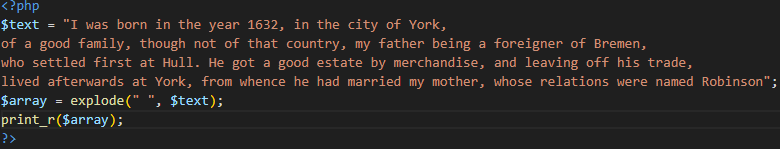 <?php
$text = "I was born in the year 1632, in the city of York,
of a good family, though not of that country, my father being a foreigner of Bremen,
who settled first at Hull. He got a good estate by merchandise, and leaving off his trade,
lived afterwards at York, from whence he had married my mother, whose relations were named Robinson";
$array = explode(" ", $text);
print_r($array);
?>